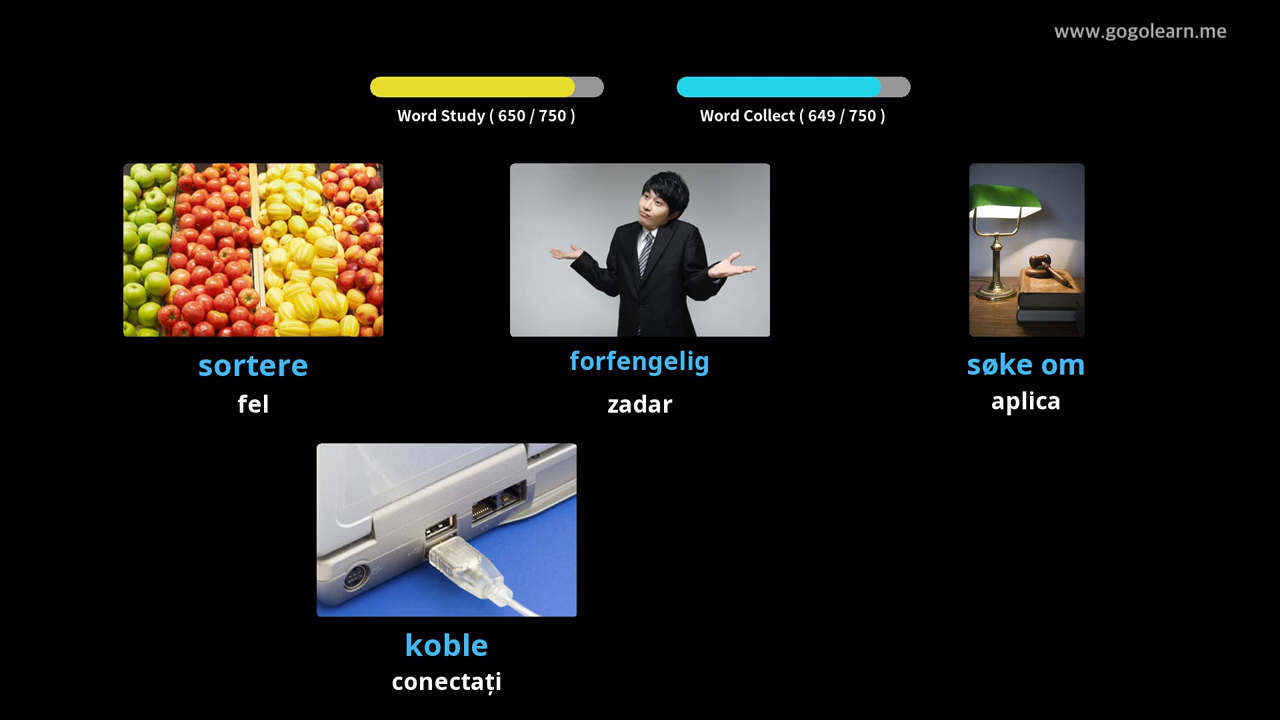 www.gogolearn.me
Word Study ( 650 / 750 )
Word Collect ( 649 / 750 )
sortere
fel
forfengelig
zadar
søke om
aplica
koble
conectați